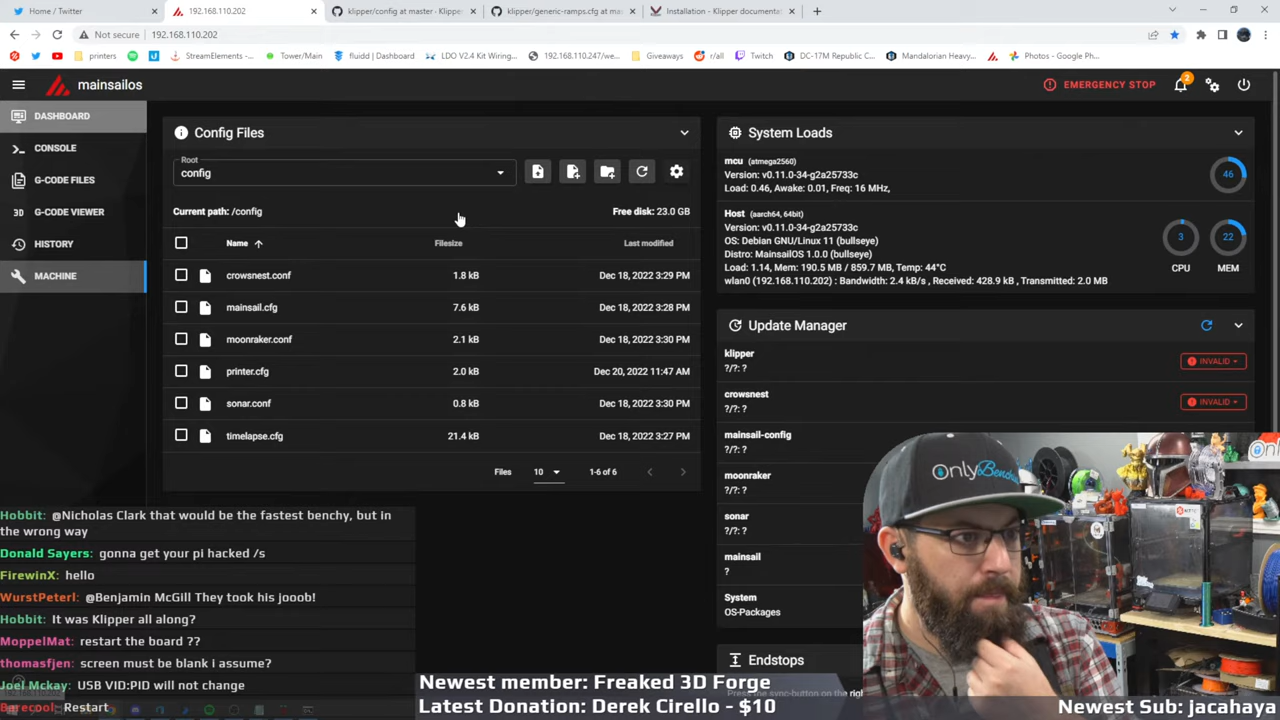 Home / Twitter
192.168.110.202
klipper/config at master · Klipper
klipper/generic-ramps.cfg at ma
Installation - Klipper documenta
Not secure
192.168.110.202
printers
StreamElements -...
Tower/Main
fluidd | Dashboard
LDO V2.4 Kit Wiring...
192.168.110.247/we...
Giveaways
r/all
Twitch
DC-17M Republic C...
Mandalorian Heavy...
Photos - Google Ph...
mainsailos
EMERGENCY STOP
2
DASHBOARD
CONSOLE
G-CODE FILES
3D G-CODE VIEWER
HISTORY
MACHINE
Config Files
Root
config
Current path: /config
Free disk: 23.0 GB
Name
Filesize
Last modified
crowsnest.conf 1.8 kB Dec 18, 2022 3:29 PM
mainsail.cfg 7.6 kB Dec 18, 2022 3:28 PM
moonraker.conf 2.1 kB Dec 18, 2022 3:30 PM
printer.cfg 2.0 kB Dec 20, 2022 11:47 AM
sonar.conf 0.8 kB Dec 18, 2022 3:30 PM
timelapse.cfg 21.4 kB Dec 18, 2022 3:27 PM
Files 10 1-6 of 6
System Loads
mcu (atmega2560)
Version: v0.11.0-34-g2a25733c
Load: 0.46, Awake: 0.01, Freq: 16 MHz,
46
Host (aarch64, 64bit)
Version: v0.11.0-34-g2a25733c
OS: Debian GNU/Linux 11 (bullseye)
Distro: MainsailOS 1.0.0 (bullseye)
Load: 1.14, Mem: 190.5 MB / 859.7 MB, Temp: 44°C
wlan0 (192.168.110.202) : Bandwidth: 2.4 kB/s , Received: 428.9 kB , Transmitted: 2.0 MB
3
CPU
22
MEM
Update Manager
klipper
?/?: ?
INVALID
crowsnest
?/?: ?
INVALID
mainsail-config
?/?: ?
moonraker
?/?: ?
sonar
?/?: ?
mainsail
?
System
OS-Packages
Endstops
Press the sync-button on the righ
Hobbit: @Nicholas Clark that would be the fastest benchy, but in
the wrong way
Donald Sayers: gonna get your pi hacked /s
FirewinX: hello
WurstPeterl: @Benjamin McGill They took his jooob!
Hobbit: It was Klipper all along?
MoppelMat: restart the board ??
thomasfjen: screen must be blank i assume?
Joel Mckay: USB VID:PID will not change
Barecool: Restart
Newest member: Freaked 3D Forge
Latest Donation: Derek Cirello - $10
Newest Sub: jacahaya